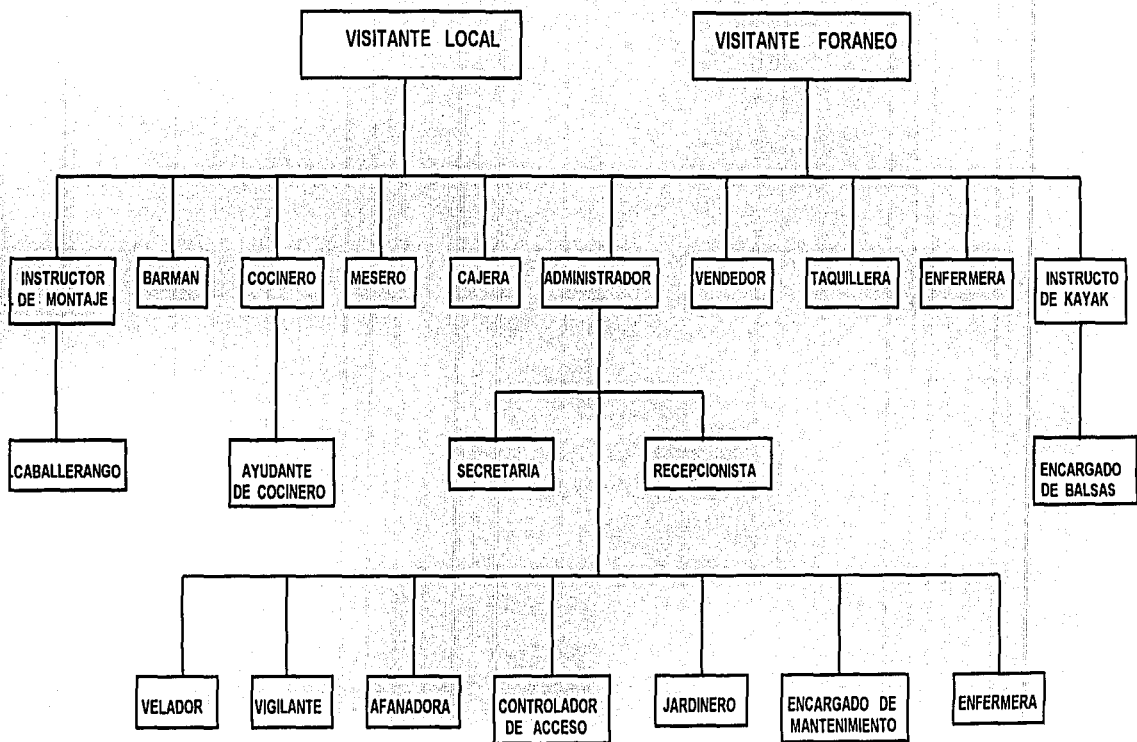 VISITANTE LOCAL
VISITANTE FORANEO
INSTRUCTOR
DE MONTAJE
BARMAN
COCINERO
MESERO
CAJERA
ADMINISTRADOR
VENDEDOR
TAQUILLERA
ENFERMERA
INSTRUCTO
DE KAYAK
CABALLERANGO
AYUDANTE
DE COCINERO
SECRETARIA
RECEPCIONISTA
ENCARGADO
DE BALSAS
VELADOR
VIGILANTE
AFANADORA
CONTROLADOR
DE ACCESO
JARDINERO
ENCARGADO DE
MANTENIMIENTO
ENFERMERA